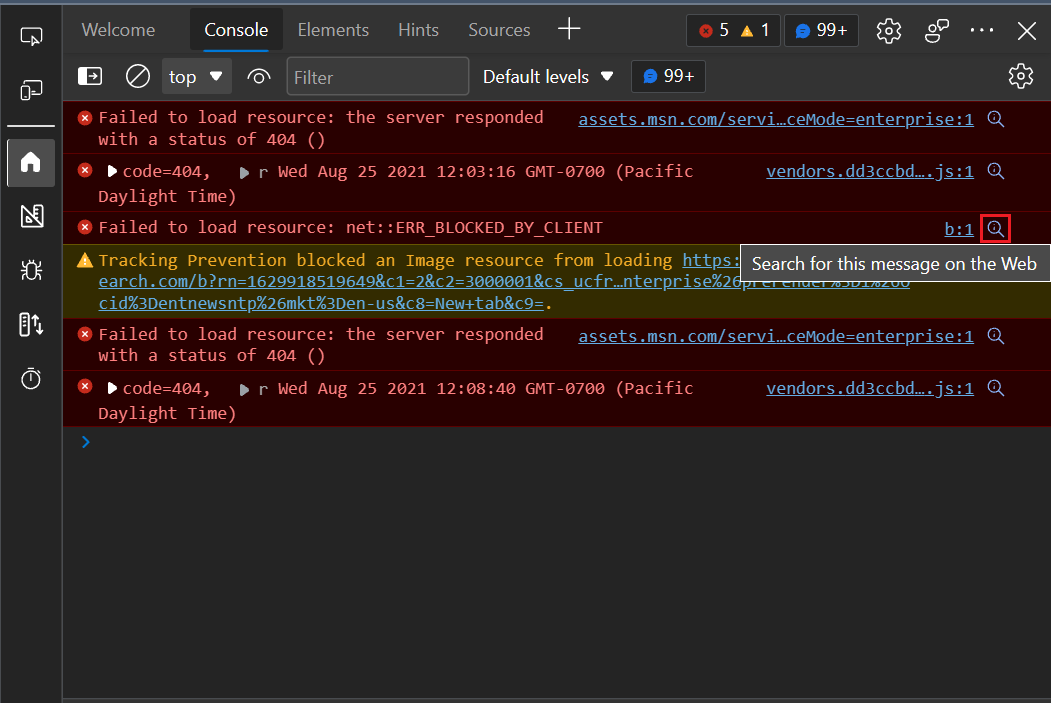 Welcome Console Elements Hints Sources 5 1 99+
top Filter Default levels 99+
Failed to load resource: the server responded assets.msn.com/servi…ceMode=enterprise:1
with a status of 404 ()
code=404, r Wed Aug 25 2021 12:03:16 GMT-0700 (Pacific vendors.dd3ccbd….js:1
Daylight Time)
Failed to load resource: net::ERR_BLOCKED_BY_CLIENT b:1
Tracking Prevention blocked an Image resource from loading https:
Search for this message on the Web
earch.com/b?rn=1629918519649&c1=2&c2=3000001&cs_ucfr…nterprise%26prerender%3D1%26o
cid%3Dentnewsntp%26mkt%3Den-us&c8=New+tab&c9=.
Failed to load resource: the server responded assets.msn.com/servi…ceMode=enterprise:1
with a status of 404 ()
code=404, r Wed Aug 25 2021 12:08:40 GMT-0700 (Pacific vendors.dd3ccbd….js:1
Daylight Time)